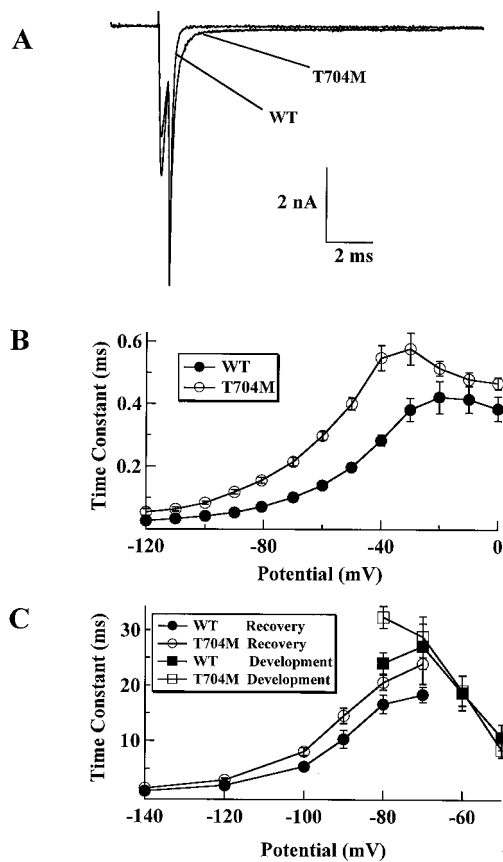 A
T704M
WT
2 nA
2 ms
B
0.6
0.4
0.2
Time Constant (ms)
WT
T704M
-120
-80
-40
0
Potential (mV)
C
30
20
10
Time Constant (ms)
WT Recovery
T704M Recovery
WT Development
T704M Development
-140
-120
-100
-80
-60
Potential (mV)